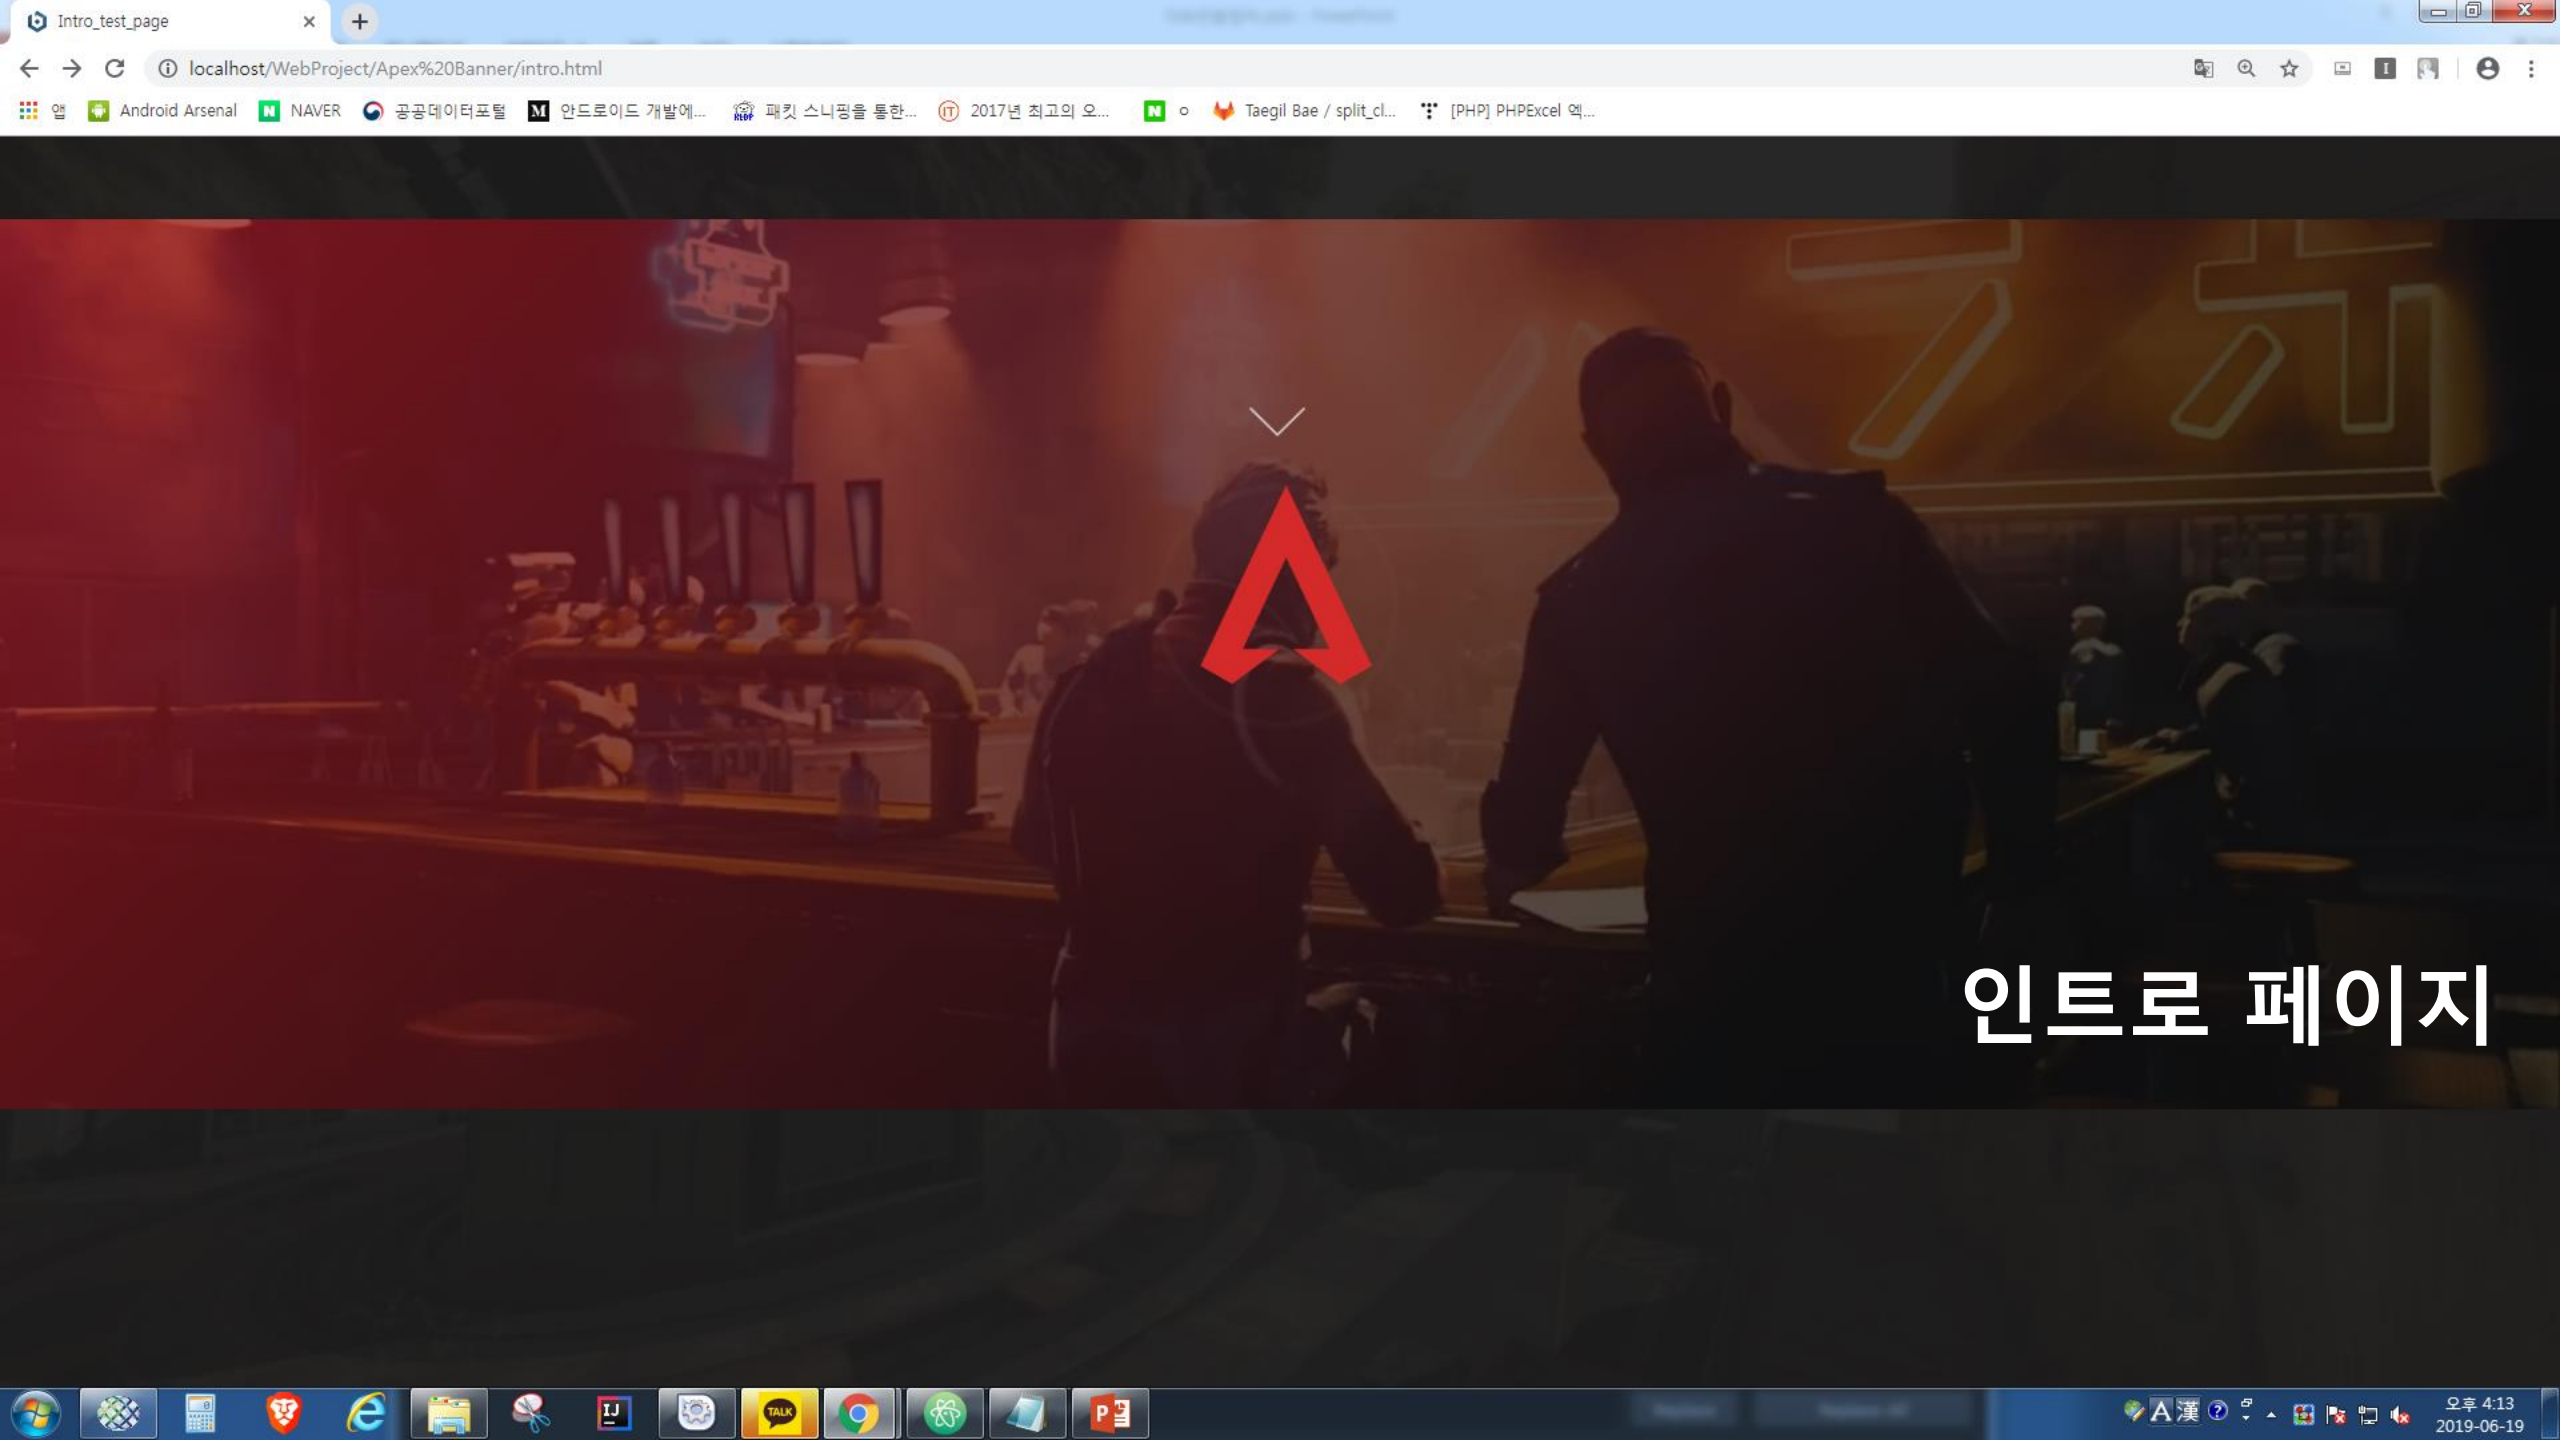 Intro_test_page
localhost/WebProject/Apex%20Banner/intro.html
앱 Android Arsenal NAVER 공공데이터포털 안드로이드 개발에... 패킷 스니핑을 통한... 2017년 최고의 오... ㅇ Taegil Bae / split_cl... [PHP] PHPExcel 엑...
인트로 페이지
TALK
IJ
A 漢
오후 4:13
2019-06-19